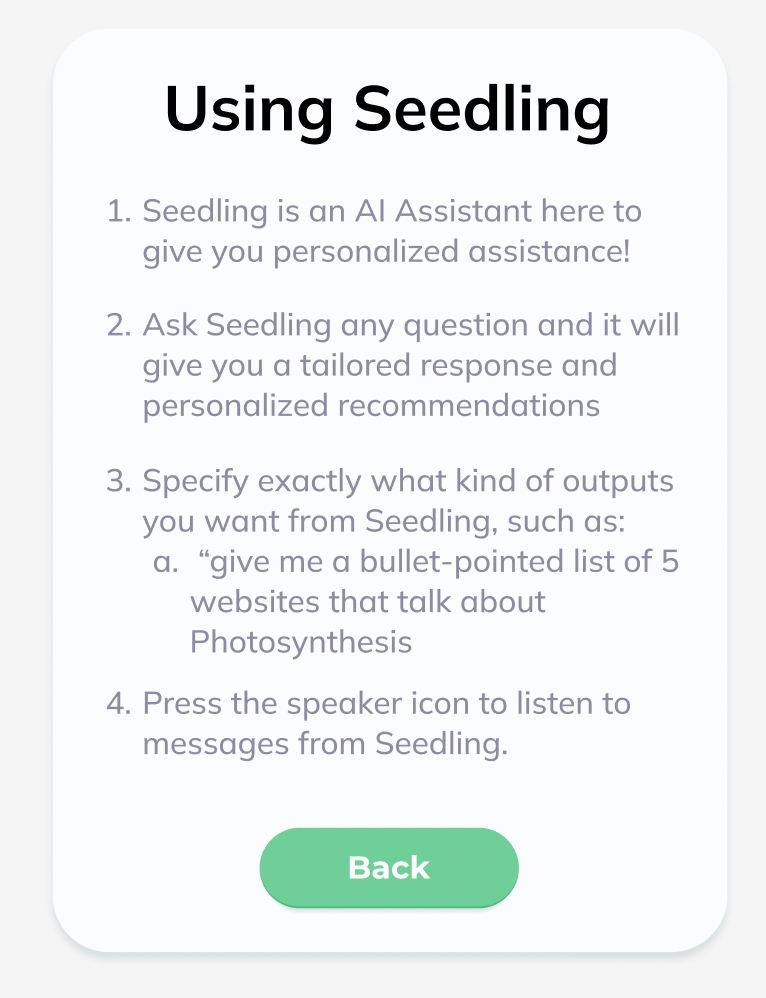 Using Seedling
1. Seedling is an AI Assistant here to
give you personalized assistance!
2. Ask Seedling any question and it will
give you a tailored response and
personalized recommendations
3. Specify exactly what kind of outputs
you want from Seedling, such as:
a. “give me a bullet-pointed list of 5
websites that talk about
Photosynthesis
4. Press the speaker icon to listen to
messages from Seedling.
Back